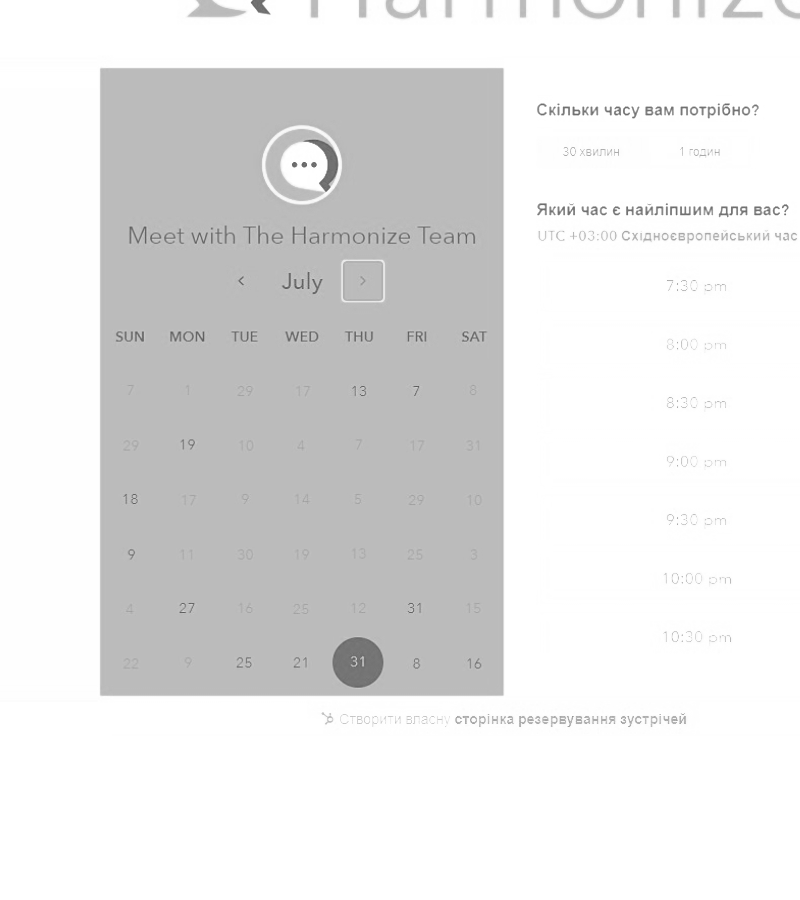 Harmonize
Meet with The Harmonize Team
July
SUN MON TUE WED THU FRI SAT
7 1 29 17 13 7 8
29 19 10 4 7 17 31
18 17 9 14 5 29 10
9 11 30 19 13 25 3
4 27 16 25 12 31 15
22 9 25 21 31 8 16
Скільки часу вам потрібно?
30 хвилин 1 годин
Який час є найліпшим для вас?
UTC +03:00 Східноєвропейський час
7:30 pm
8:00 pm
8:30 pm
9:00 pm
9:30 pm
10:00 pm
10:30 pm
Створити власну сторінка резервування зустрічей